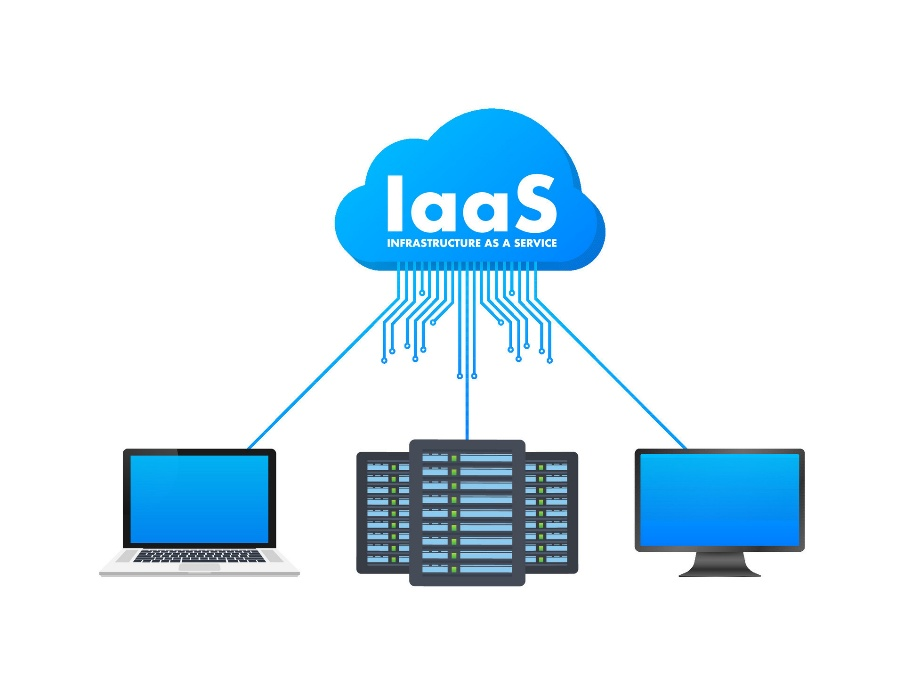 IaaS
INFRASTRUCTURE AS A SERVICE